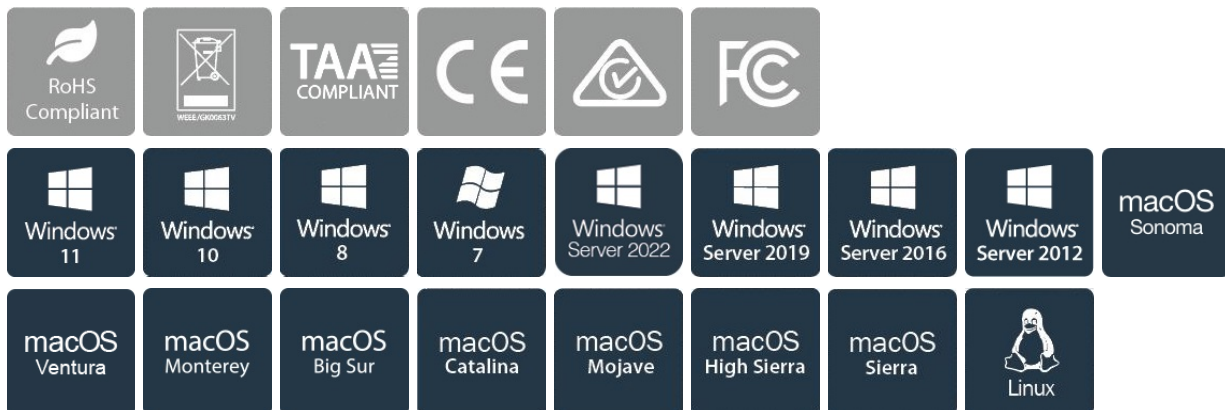 RoHS
Compliant
WEEE/GK0063TV
TAA
COMPLIANT
CE
FC
Windows
11
Windows
10
Windows
8
Windows
7
Windows
Server 2022
Windows
Server 2019
Windows
Server 2016
Windows
Server 2012
macOS
Sonoma
macOS
Ventura
macOS
Monterey
macOS
Big Sur
macOS
Catalina
macOS
Mojave
macOS
High Sierra
macOS
Sierra
Linux